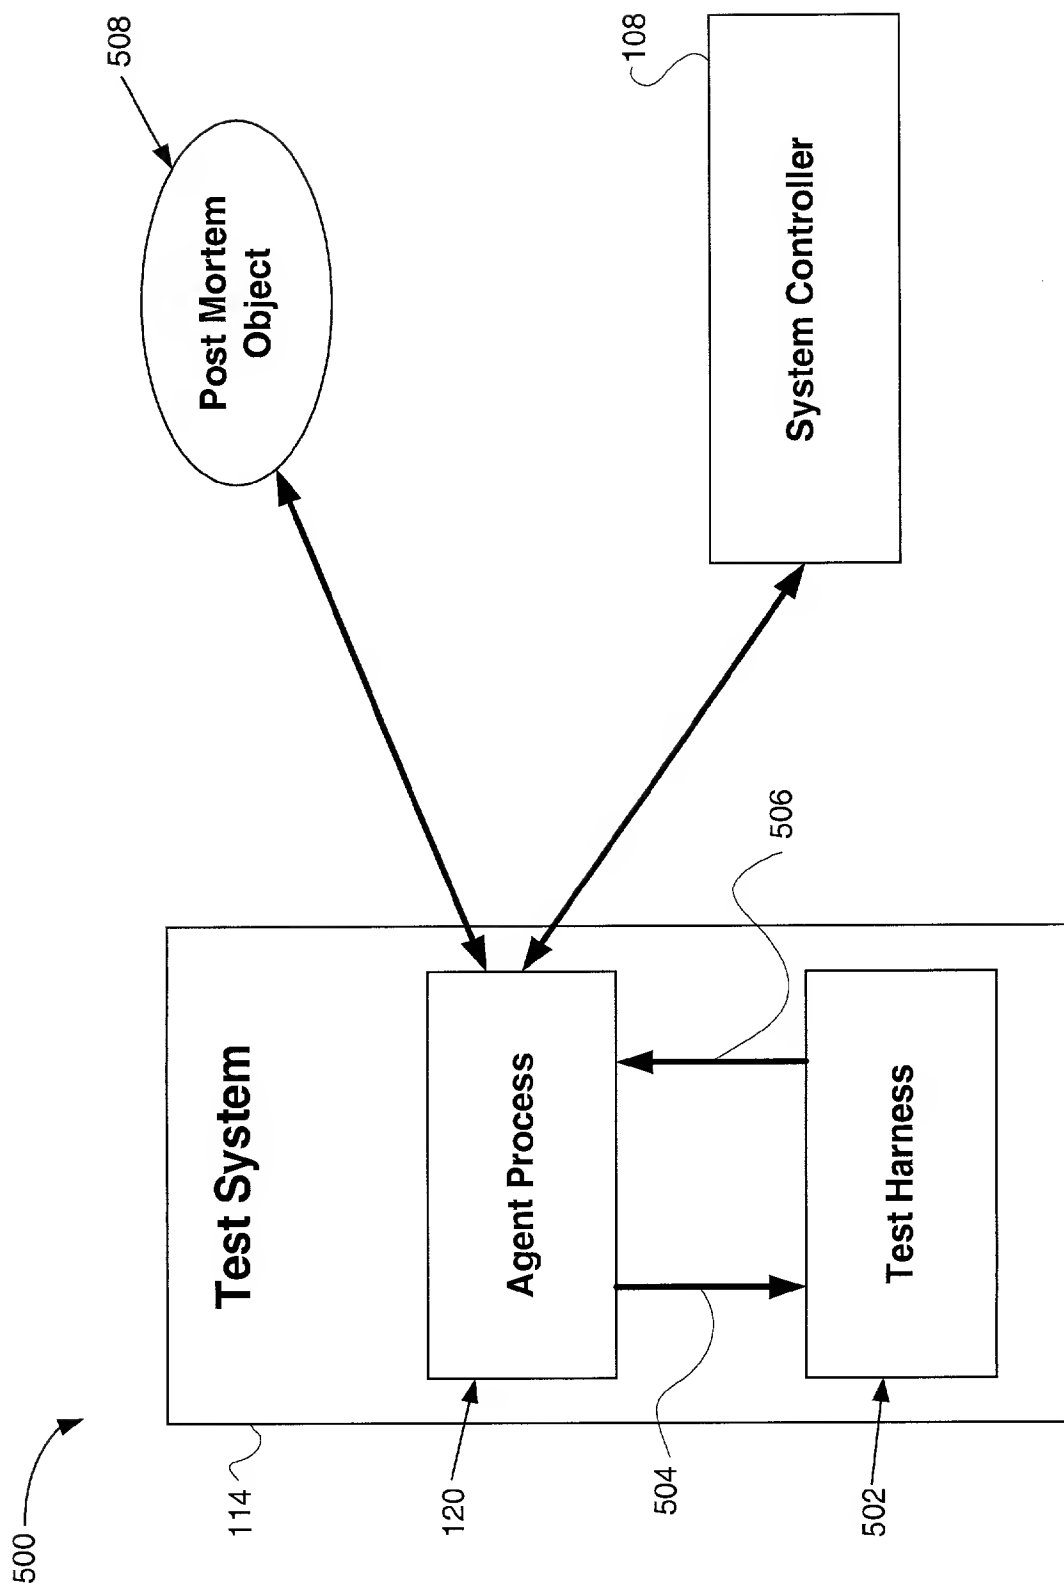 500
114
Test System
120
Agent Process
504
506
502
Test Harness
508
Post Mortem
Object
108
System Controller